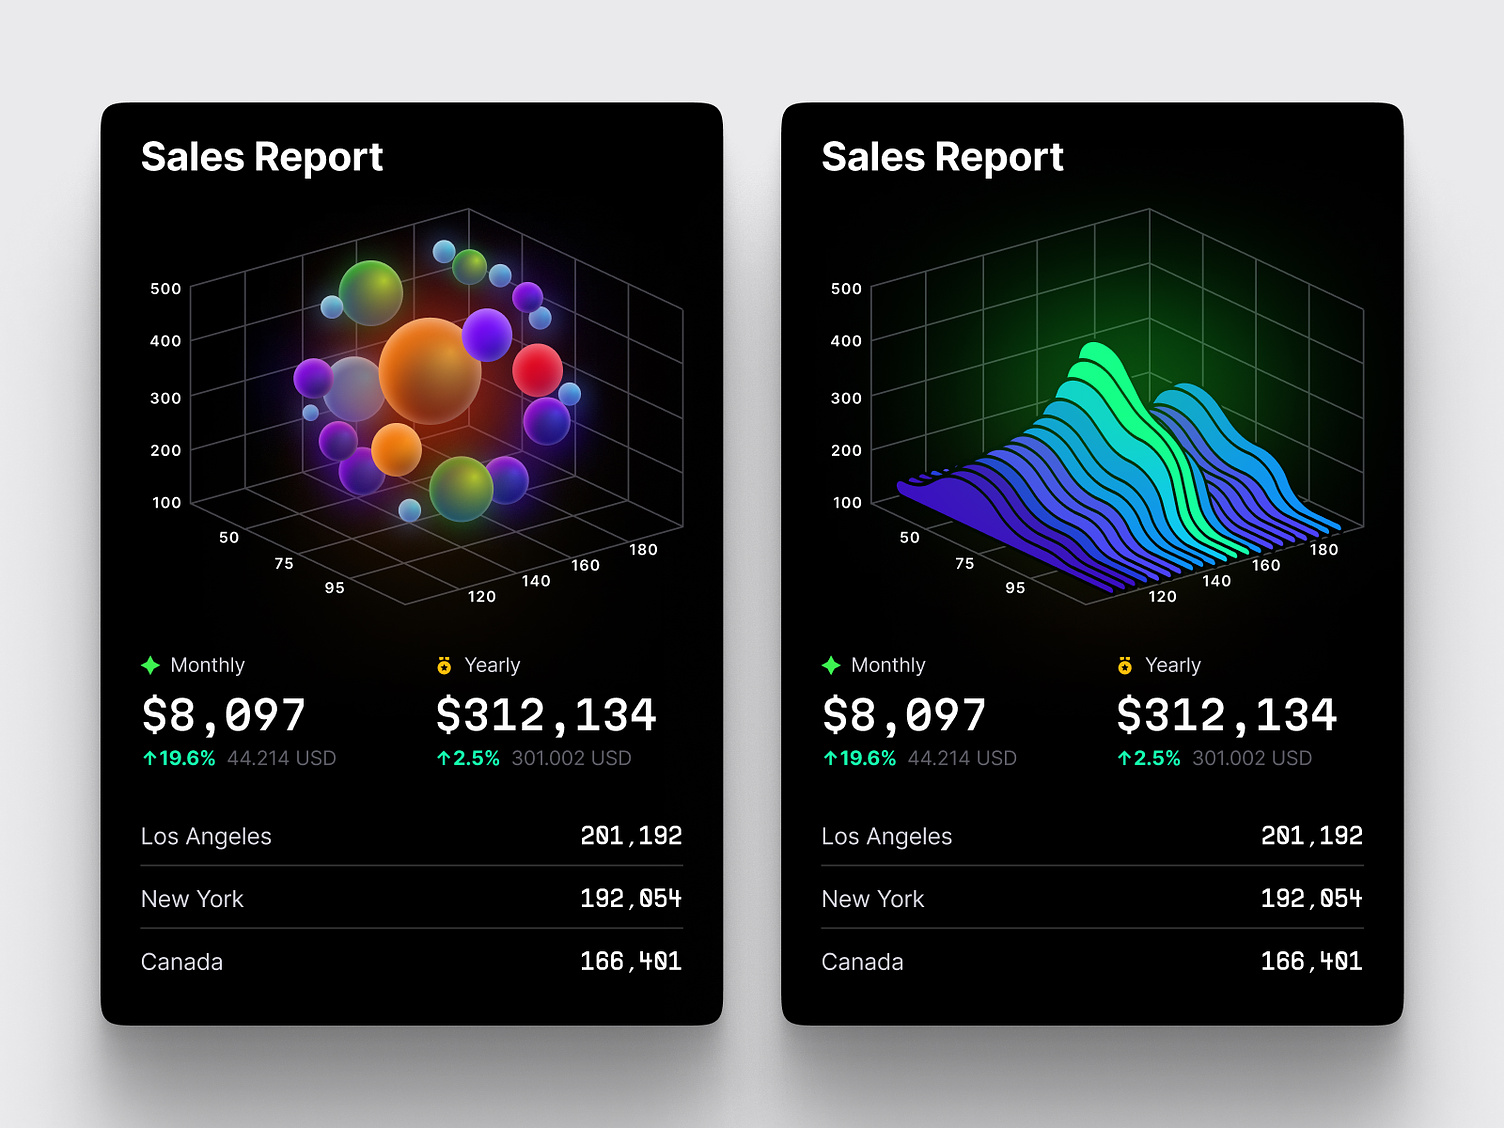 Sales Report
500
400
300
200
100
50
75
95
120
140
160
180
Monthly
$8,097
↑19.6% 44.214 USD
Yearly
$312,134
↑2.5% 301.002 USD
Los Angeles 201,192
New York 192,054
Canada 166,401
Sales Report
500
400
300
200
100
50
75
95
120
140
160
180
Monthly
$8,097
↑19.6% 44.214 USD
Yearly
$312,134
↑2.5% 301.002 USD
Los Angeles 201,192
New York 192,054
Canada 166,401